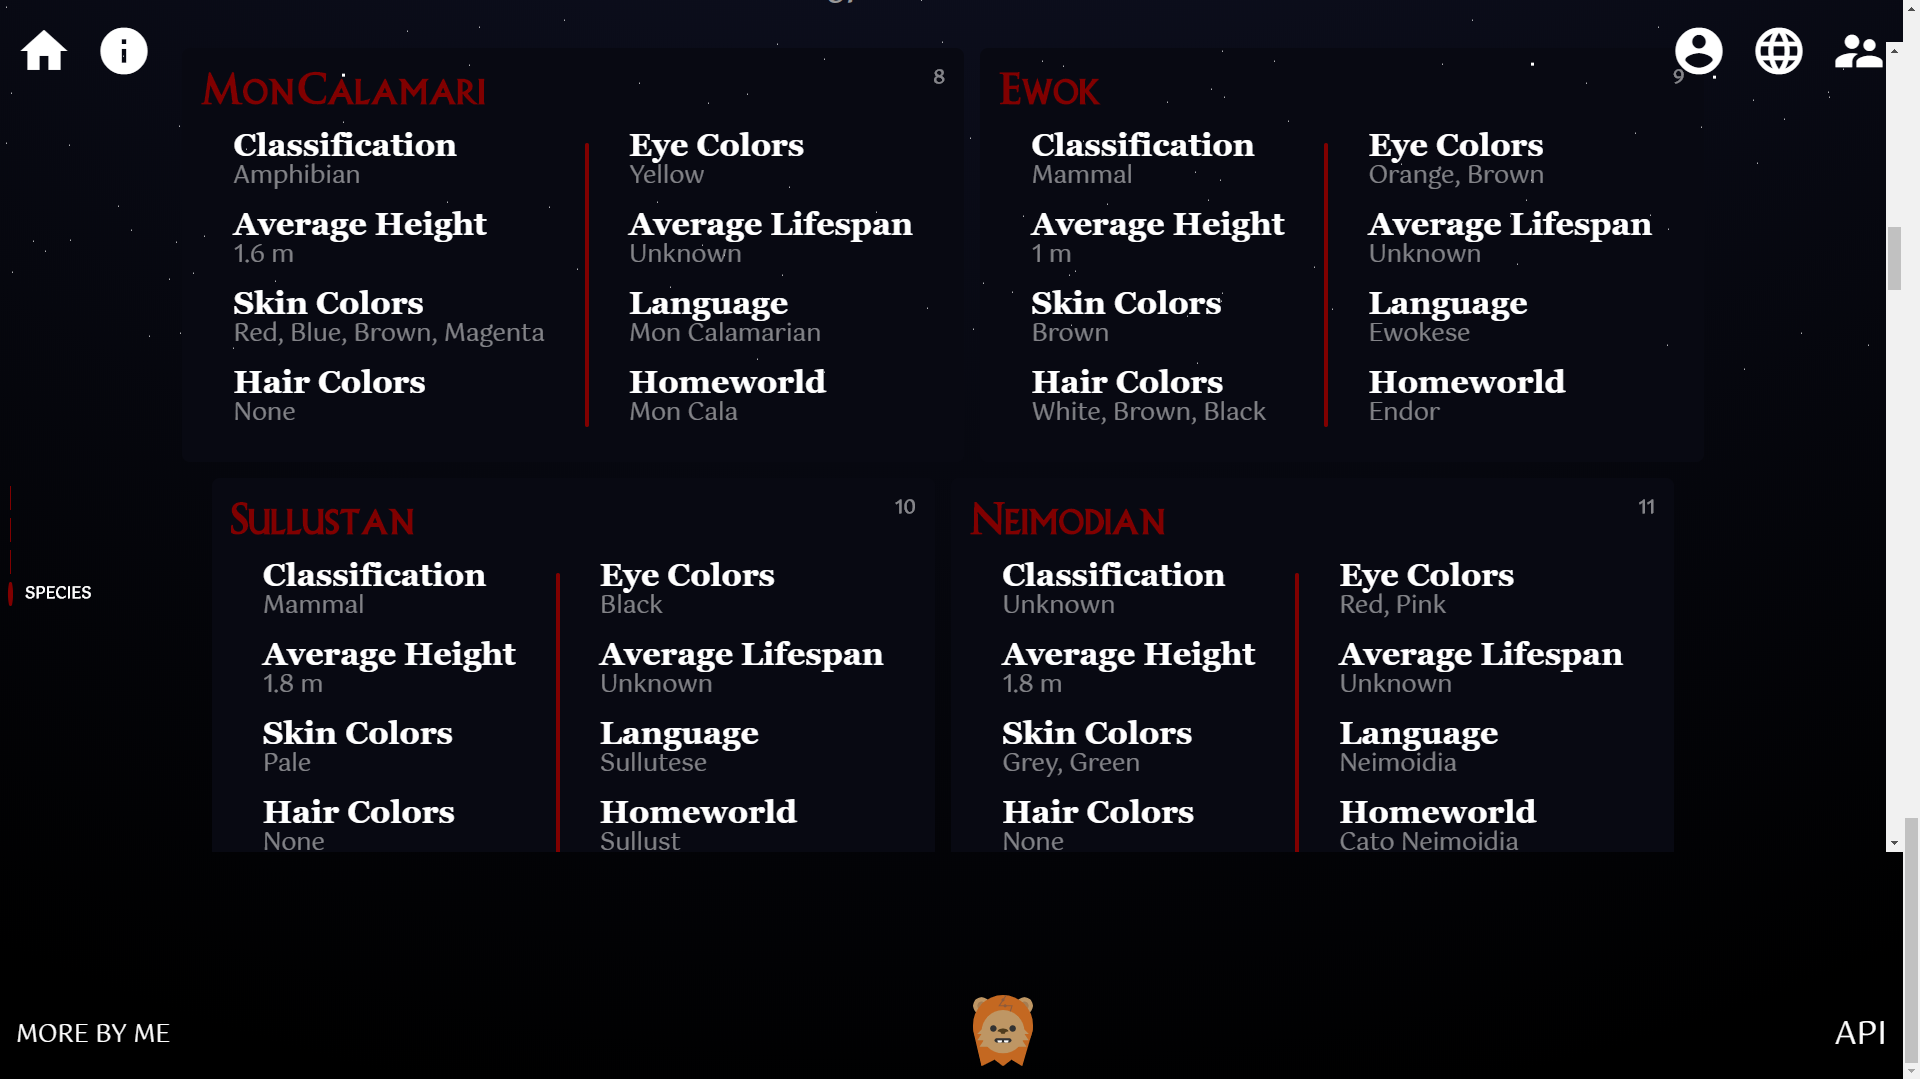 MonCalamari
8
Classification
Amphibian
Average Height
1.6 m
Skin Colors
Red, Blue, Brown, Magenta
Hair Colors
None
Eye Colors
Yellow
Average Lifespan
Unknown
Language
Mon Calamarian
Homeworld
Mon Cala
Ewok
9
Classification
Mammal
Average Height
1 m
Skin Colors
Brown
Hair Colors
White, Brown, Black
Eye Colors
Orange, Brown
Average Lifespan
Unknown
Language
Ewokese
Homeworld
Endor
Sullustan
10
Classification
Mammal
Average Height
1.8 m
Skin Colors
Pale
Hair Colors
None
Eye Colors
Black
Average Lifespan
Unknown
Language
Sullutese
Homeworld
Sullust
Neimodian
11
Classification
Unknown
Average Height
1.8 m
Skin Colors
Grey, Green
Hair Colors
None
Eye Colors
Red, Pink
Average Lifespan
Unknown
Language
Neimoidia
Homeworld
Cato Neimoidia
SPECIES
MORE BY ME
API